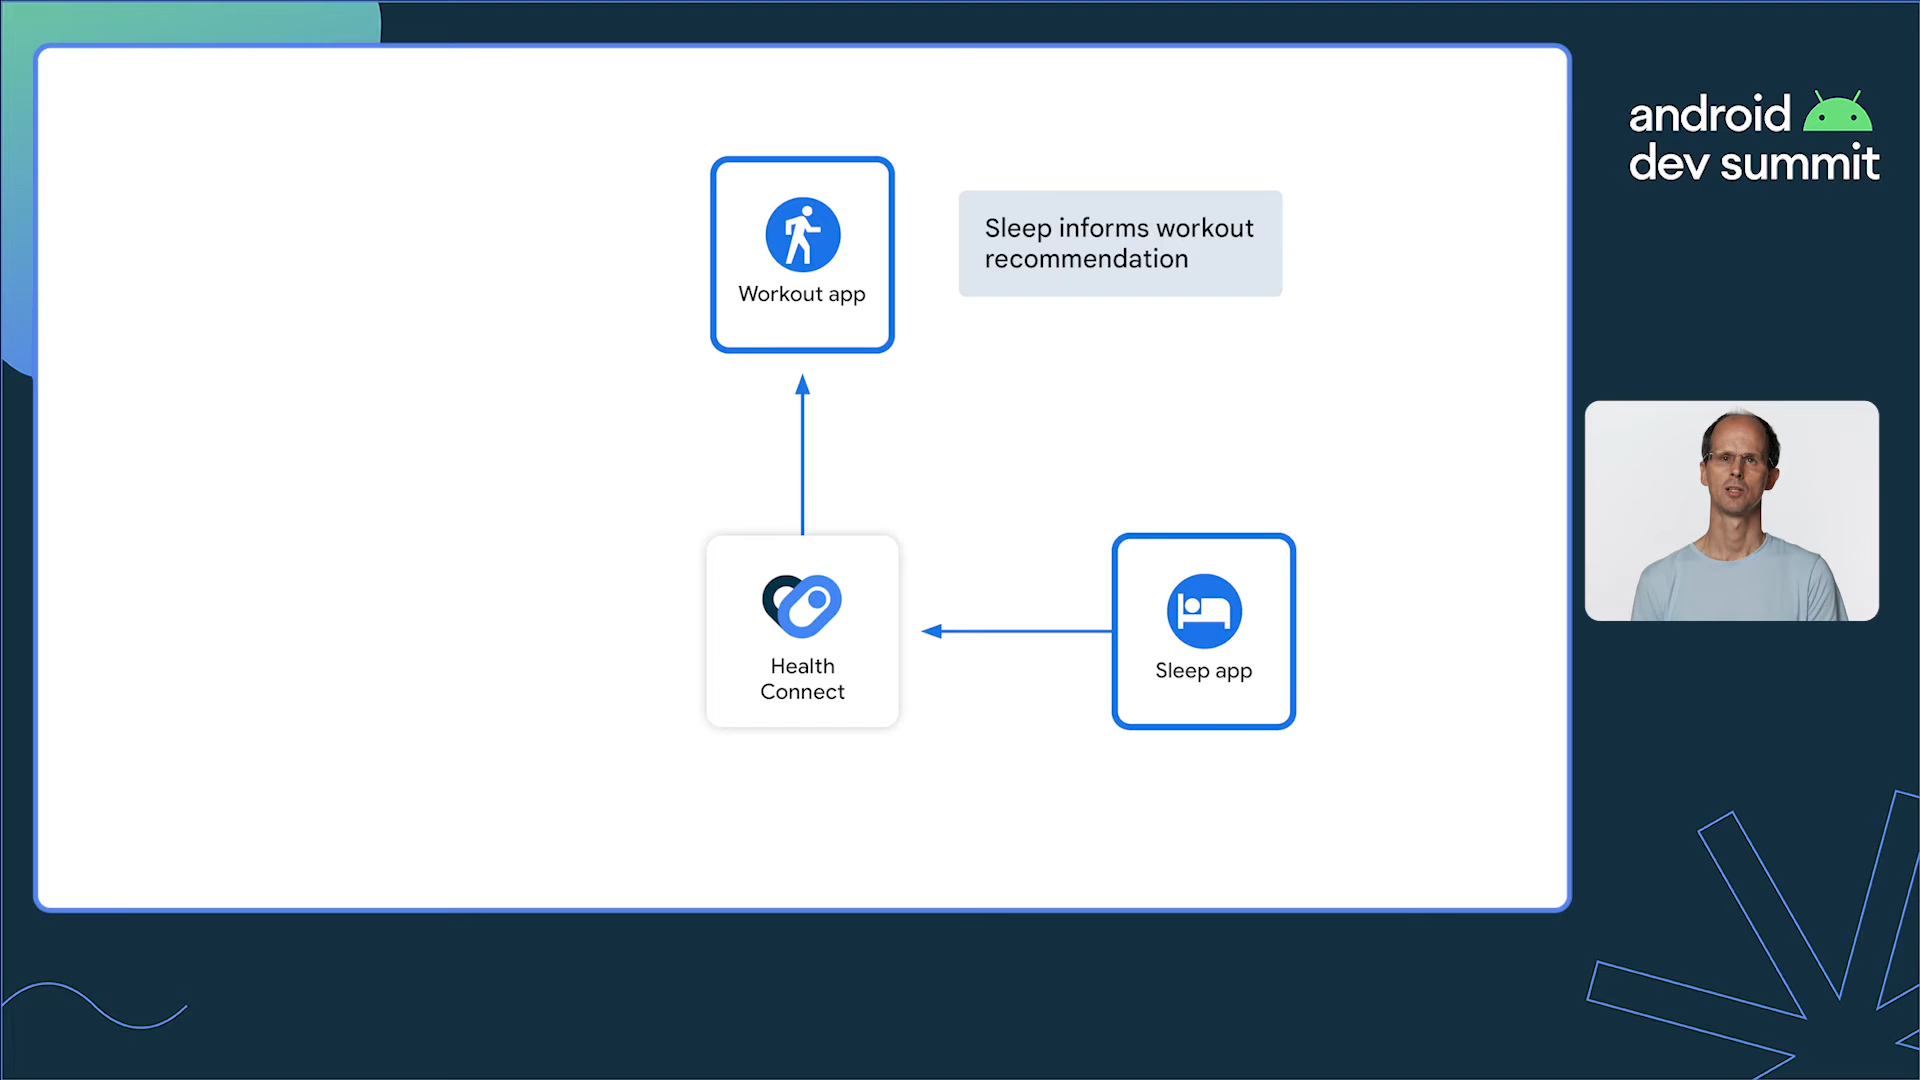 android
dev summit
Workout app
Sleep informs workout
recommendation
Health
Connect
Sleep app